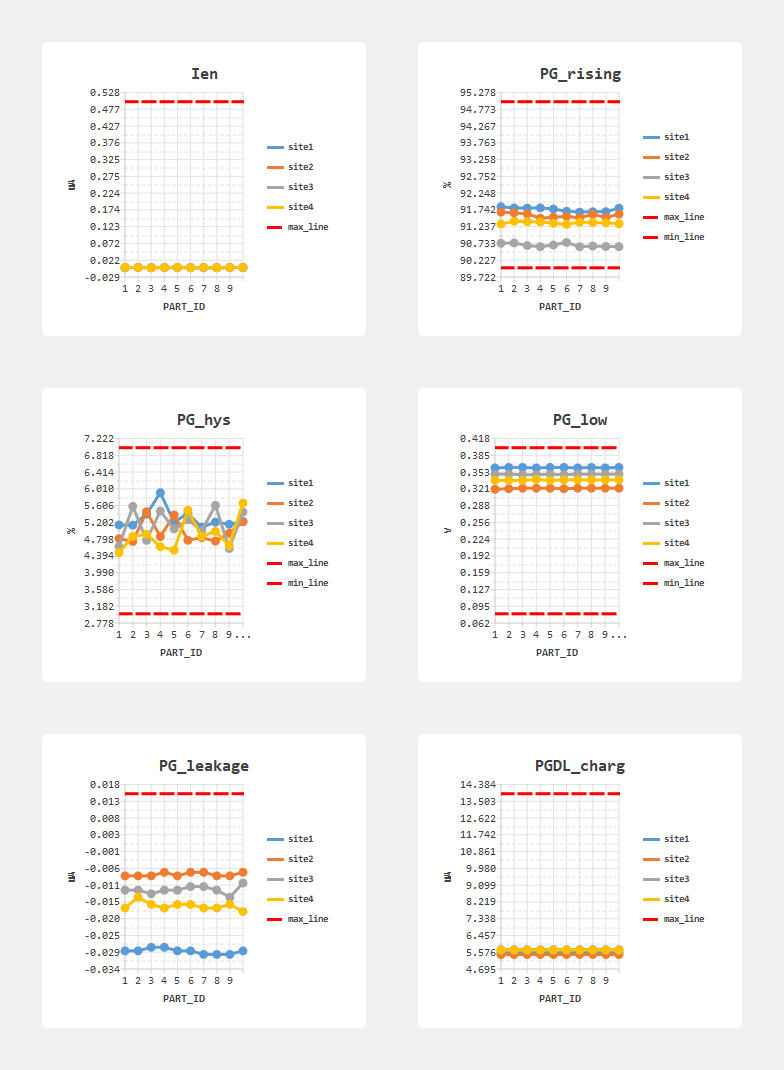 Ien
0.528
0.477
0.427
0.376
0.325
0.275
0.224
0.174
0.123
0.072
0.022
-0.029
UA
1 2 3 4 5 6 7 8 9
PART_ID
site1
site2
site3
site4
max_line
PG_rising
95.278
94.773
94.267
93.763
93.258
92.752
92.248
91.742
91.237
90.733
90.227
89.722
%
1 2 3 4 5 6 7 8 9
PART_ID
site1
site2
site3
site4
max_line
min_line
PG_hys
7.222
6.818
6.414
6.010
5.606
5.202
4.798
4.394
3.990
3.586
3.182
2.778
%
1 2 3 4 5 6 7 8 9...
PART_ID
site1
site2
site3
site4
max_line
min_line
PG_low
0.418
0.385
0.353
0.321
0.288
0.256
0.224
0.192
0.159
0.127
0.095
0.062
V
1 2 3 4 5 6 7 8 9...
PART_ID
site1
site2
site3
site4
max_line
min_line
PG_leakage
0.018
0.013
0.008
0.003
-0.001
-0.006
-0.011
-0.015
-0.020
-0.025
-0.029
-0.034
UA
1 2 3 4 5 6 7 8 9
PART_ID
site1
site2
site3
site4
max_line
PGDL_charg
14.384
13.503
12.622
11.742
10.861
9.980
9.099
8.219
7.338
6.457
5.576
4.695
UA
1 2 3 4 5 6 7 8 9
PART_ID
site1
site2
site3
site4
max_line